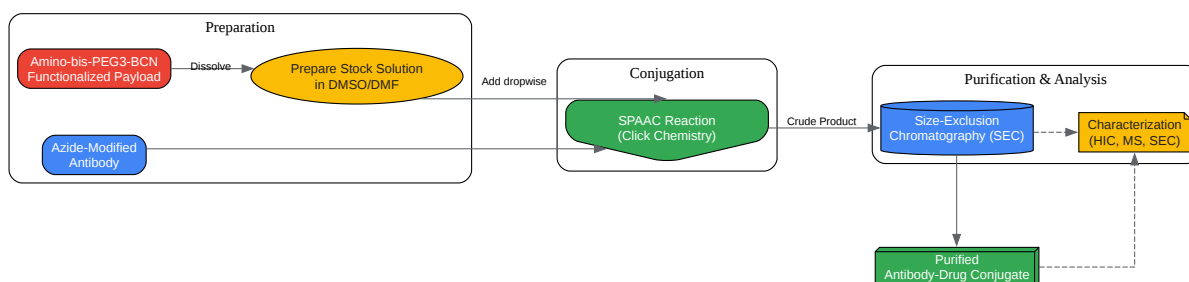 Preparation
Amino-bis-PEG3-BCN
Functionalized Payload
Dissolve
Prepare Stock Solution
in DMSO/DMF
Azide-Modified
Antibody
Add dropwise
Conjugation
SPAAC Reaction
(Click Chemistry)
Crude Product
Purification & Analysis
Size-Exclusion
Chromatography (SEC)
Characterization
(HIC, MS, SEC)
Purified
Antibody-Drug Conjugate